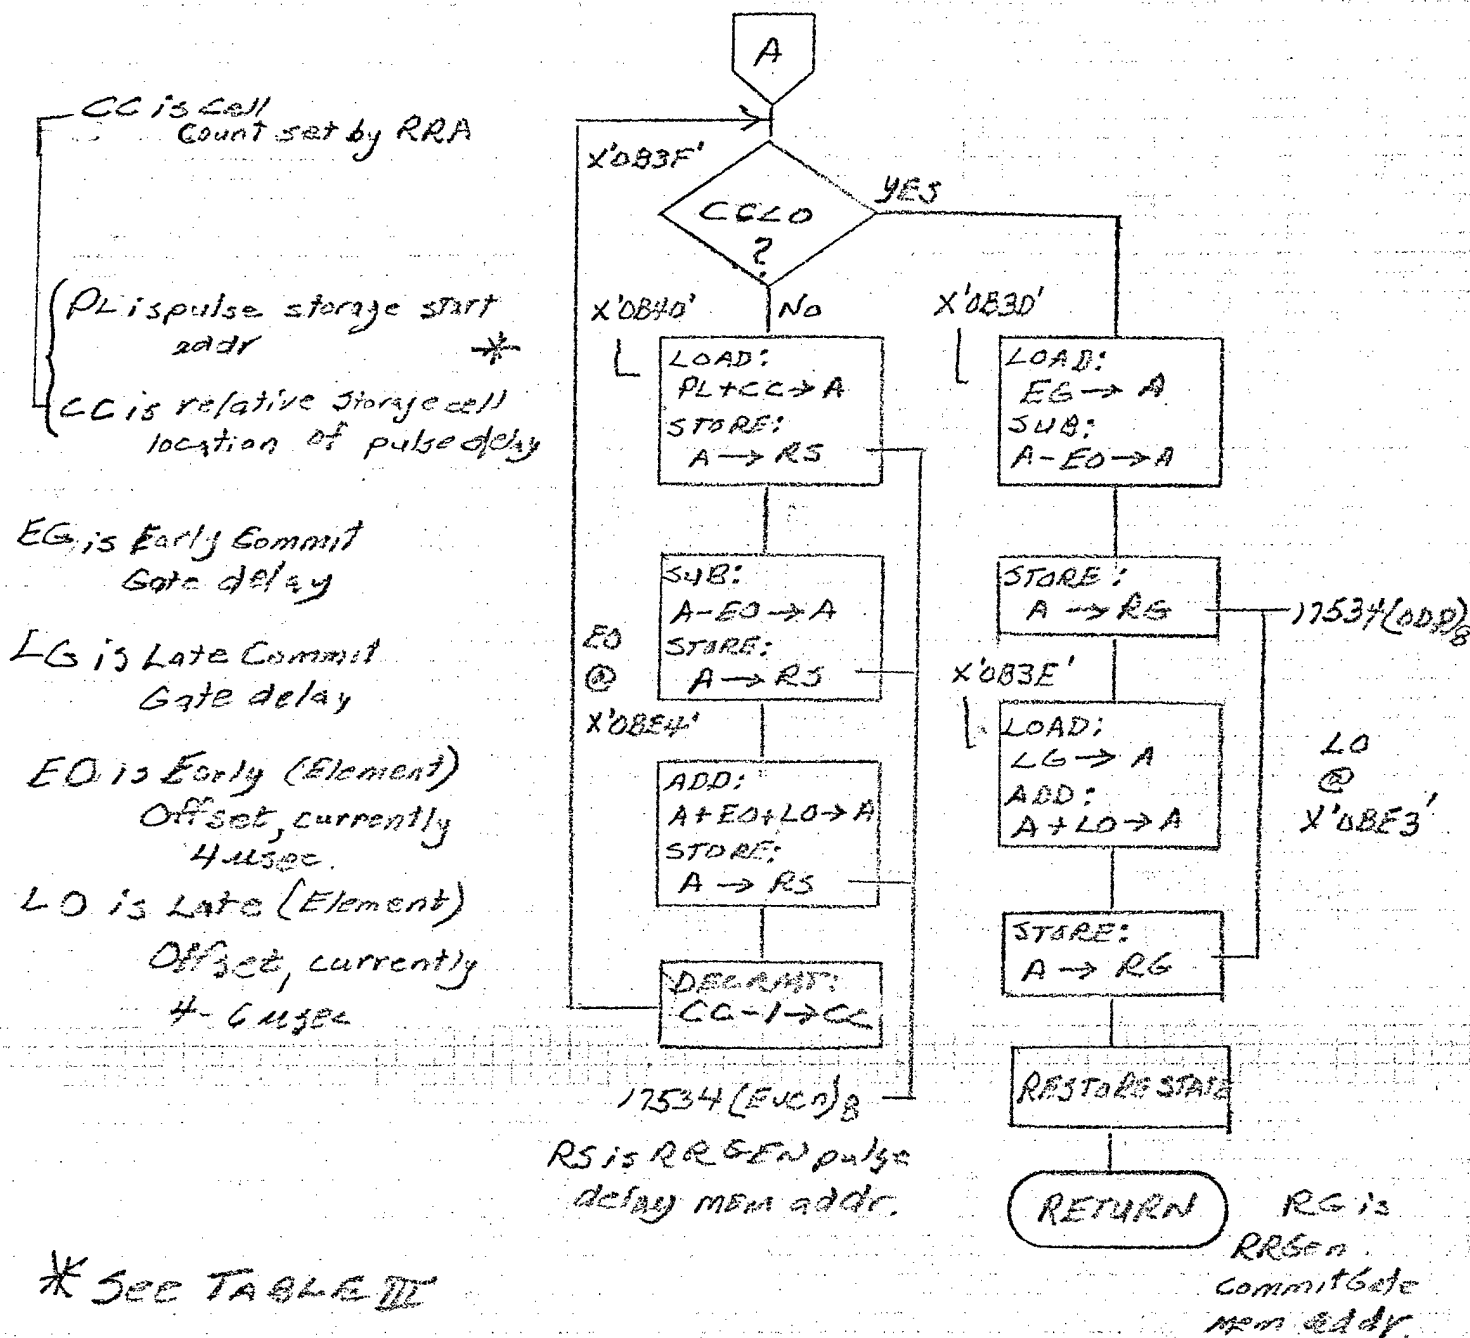 A
CC is Cell
Count set by RRA
X'0B3F'
CC<0
?
YES
NO
PL is pulse storage start
addr *
CC is relative Storage cell
location of pulse delay
X'0B40'
LOAD:
PL+CC→A
STORE:
A→RS
X'0B3D'
LOAD:
EG→A
SUB:
A-EO→A
EG is Early Commit
Gate delay
SUB:
A-EO→A
STORE:
A→RS
EO
@
X'0BE4'
STORE:
A→RG
17534(ODD)8
LG is Late Commit
Gate delay
X'0B3E'
LOAD:
LG→A
ADD:
A+LO→A
LO
@
X'0BE3'
EO is Early (Element)
Offset, currently
4 usec.
ADD:
A+EO+LO→A
STORE:
A→RS
LO is Late (Element)
Offset, currently
4-6 usec
DECRMT:
CC-1→CC
STORE:
A→RG
RESTORE STATE
17534(Even)8
RS is RRGEN pulse
delay mem addr.
RETURN
RG is
RRGen
Commit Gate
mem addr.
* See TABLE III